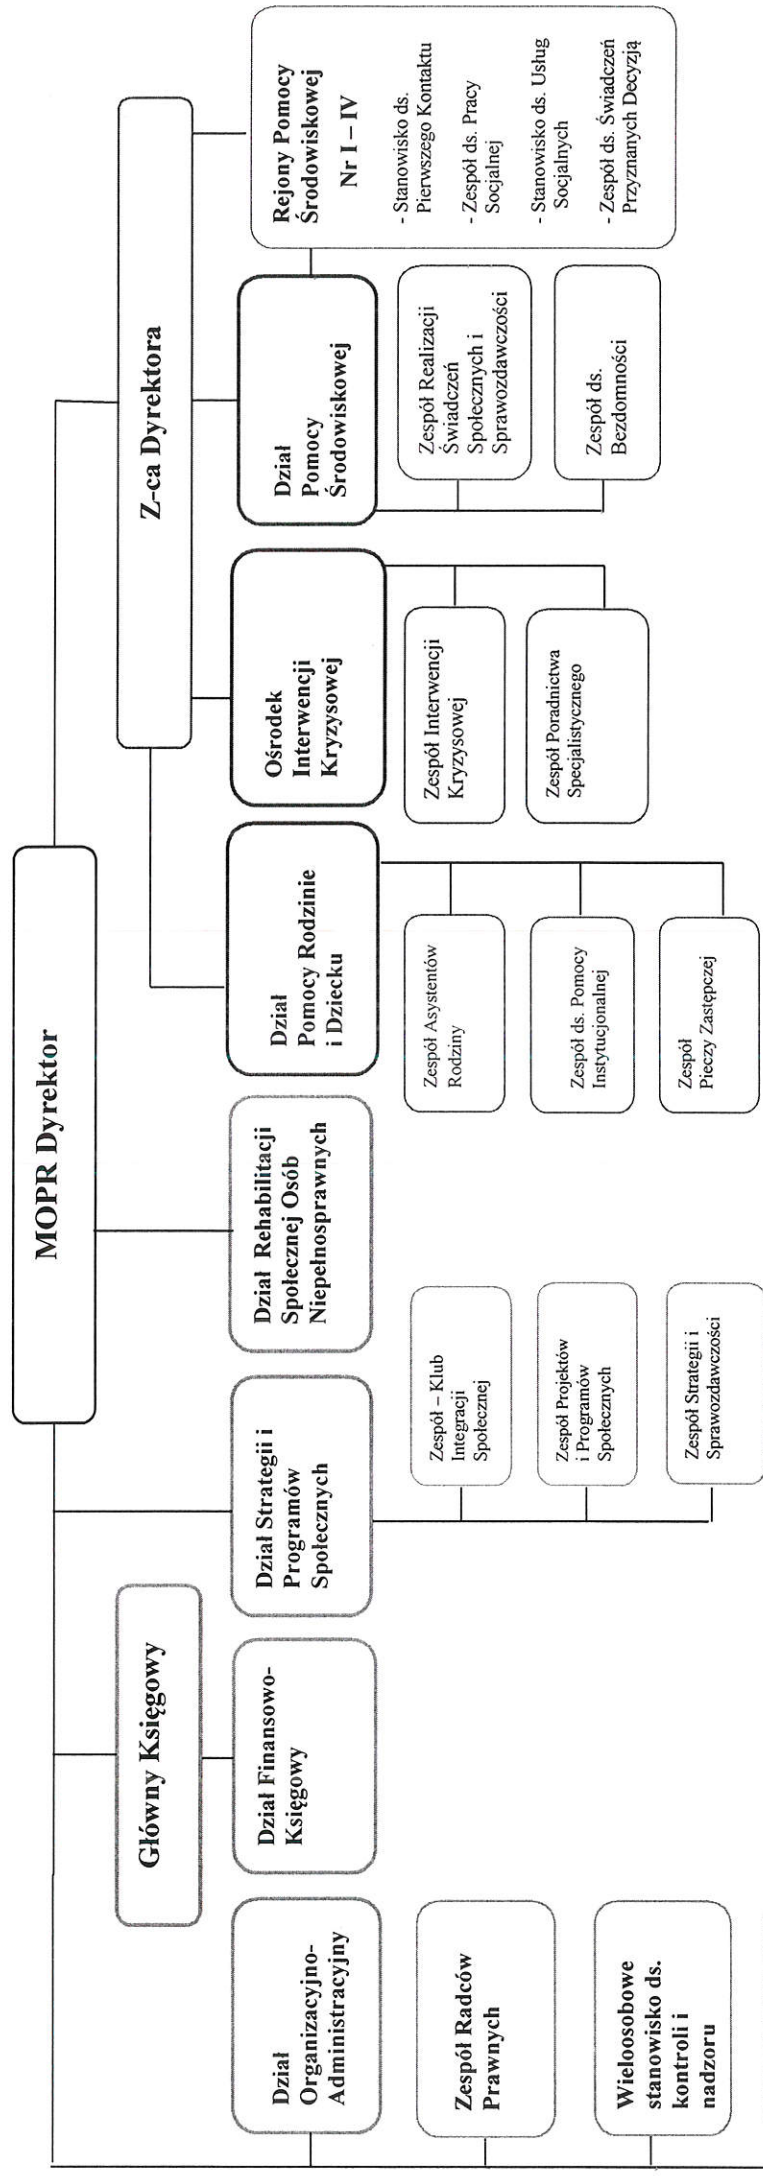 MOPR Dyrektor
Główny Księgowy
Z-ca Dyrektora
Dział
Organizacyjno-
Administracyjny
Dział Finansowo-
Księgowy
Dział Strategii i
Programów
Społecznych
Dział Rehabilitacji
Społecznej Osób
Niepełnosprawnych
Dział
Pomocy Rodzinie
i Dziecku
Ośrodek
Interwencji
Kryzysowej
Dział
Pomocy
Środowiskowej
Rejony Pomocy
Środowiskowej
Nr I – IV
- Stanowisko ds.
Pierwszego Kontaktu
- Zespół ds. Pracy
Socjalnej
- Stanowisko ds. Usług
Socjalnych
- Zespół ds. Świadczeń
Przyznanych Decyzją
Zespół Radców
Prawnych
Wieloosobowe
stanowisko ds.
kontroli i
nadzoru
Zespół – Klub
Integracji
Społecznej
Zespół Projektów
i Programów
Społecznych
Zespół Strategii i
Sprawozdawczości
Zespół Asystentów
Rodziny
Zespół ds. Pomocy
Instytucjonalnej
Zespół
Pieczy Zastępczej
Zespół Interwencji
Kryzysowej
Zespół Poradnictwa
Specjalistycznego
Zespół Realizacji
Świadczeń
Społecznych i
Sprawozdawczości
Zespół ds.
Bezdomności